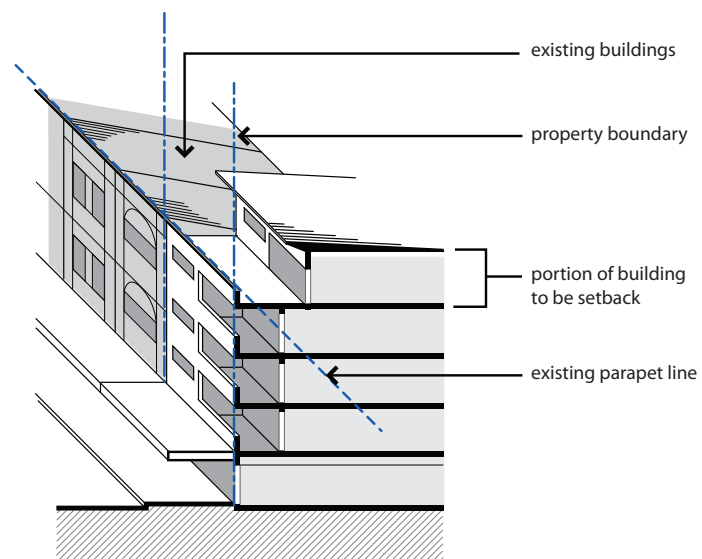 existing buildings
property boundary
portion of building
to be setback
existing parapet line